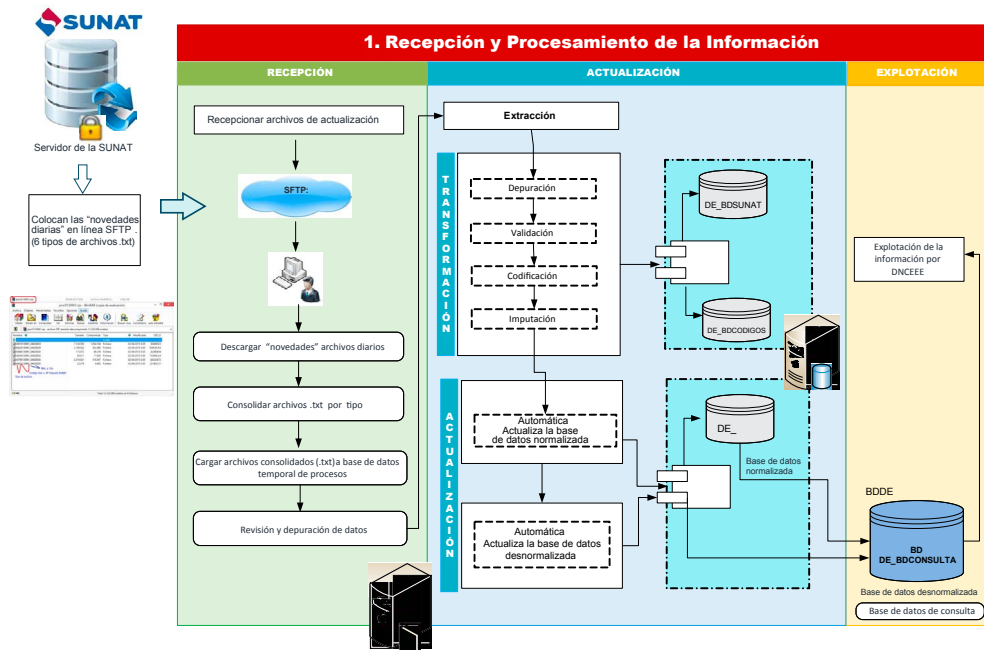 SUNAT
Servidor de la SUNAT
Colocan las “novedades
diarias” en línea SFTP .
(6 tipos de archivos.txt)
1. Recepción y Procesamiento de la Información
RECEPCIÓN
ACTUALIZACIÓN
EXPLOTACIÓN
Recepcionar archivos de actualización
SFTP:
Descargar “novedades” archivos diarios
Consolidar archivos .txt por tipo
Cargar archivos consolidados (.txt)a base de datos
temporal de procesos
Revisión y depuración de datos
Extracción
TRANSFORMACIÓN
Depuración
Validación
Codificación
Imputación
DE_BDSUNAT
DE_BDCODIGOS
ACTUALIZACIÓN
Automática
Actualiza la base
de datos normalizada
Automática
Actualiza la base de datos
desnormalizada
DE_
Base de datos
normalizada
Explotación de la
información por
DNCEEE
BDDE
BD
DE_BDCONSULTA
Base de datos desnormalizada
Base de datos de consulta